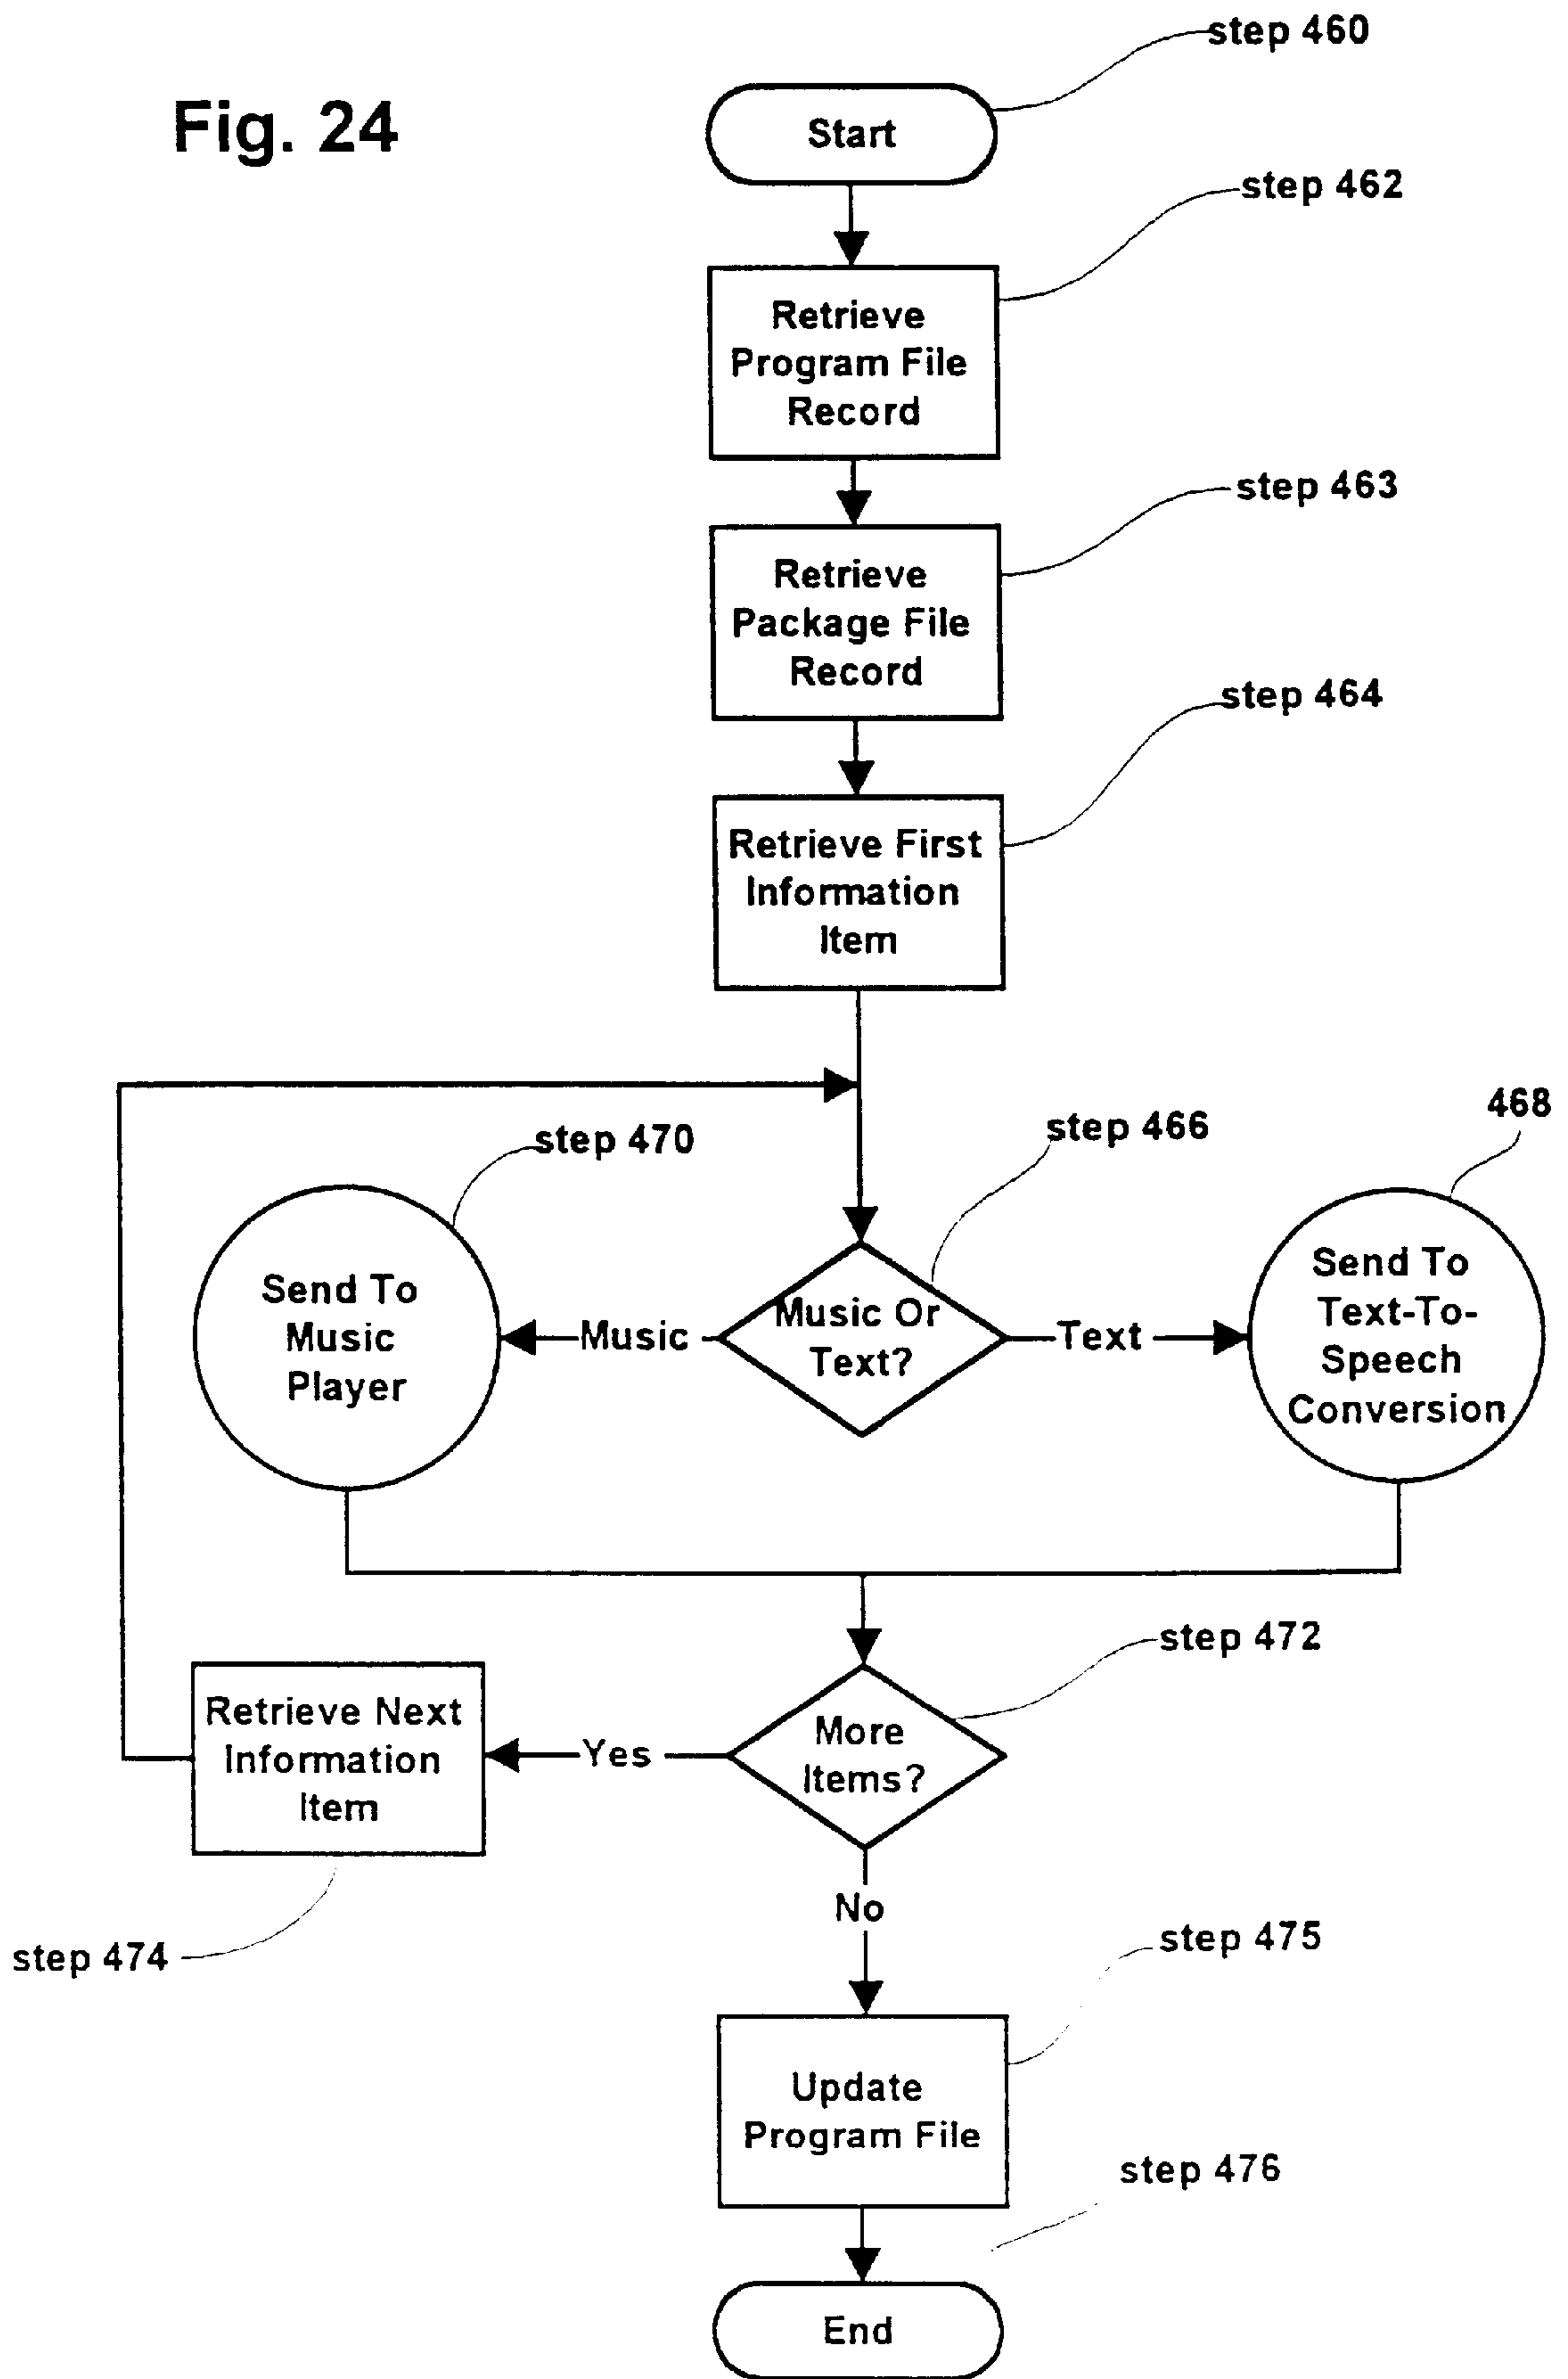 Fig. 24
step 460
Start
step 462
Retrieve
Program File
Record
step 463
Retrieve
Package File
Record
step 464
Retrieve First
Information
Item
step 470
step 466
468
Send To
Music
Player
Music
Music Or
Text?
Text
Send To
Text-To-
Speech
Conversion
step 472
Retrieve Next
Information
Item
Yes
More
Items?
No
step 474
step 475
Update
Program File
step 476
End